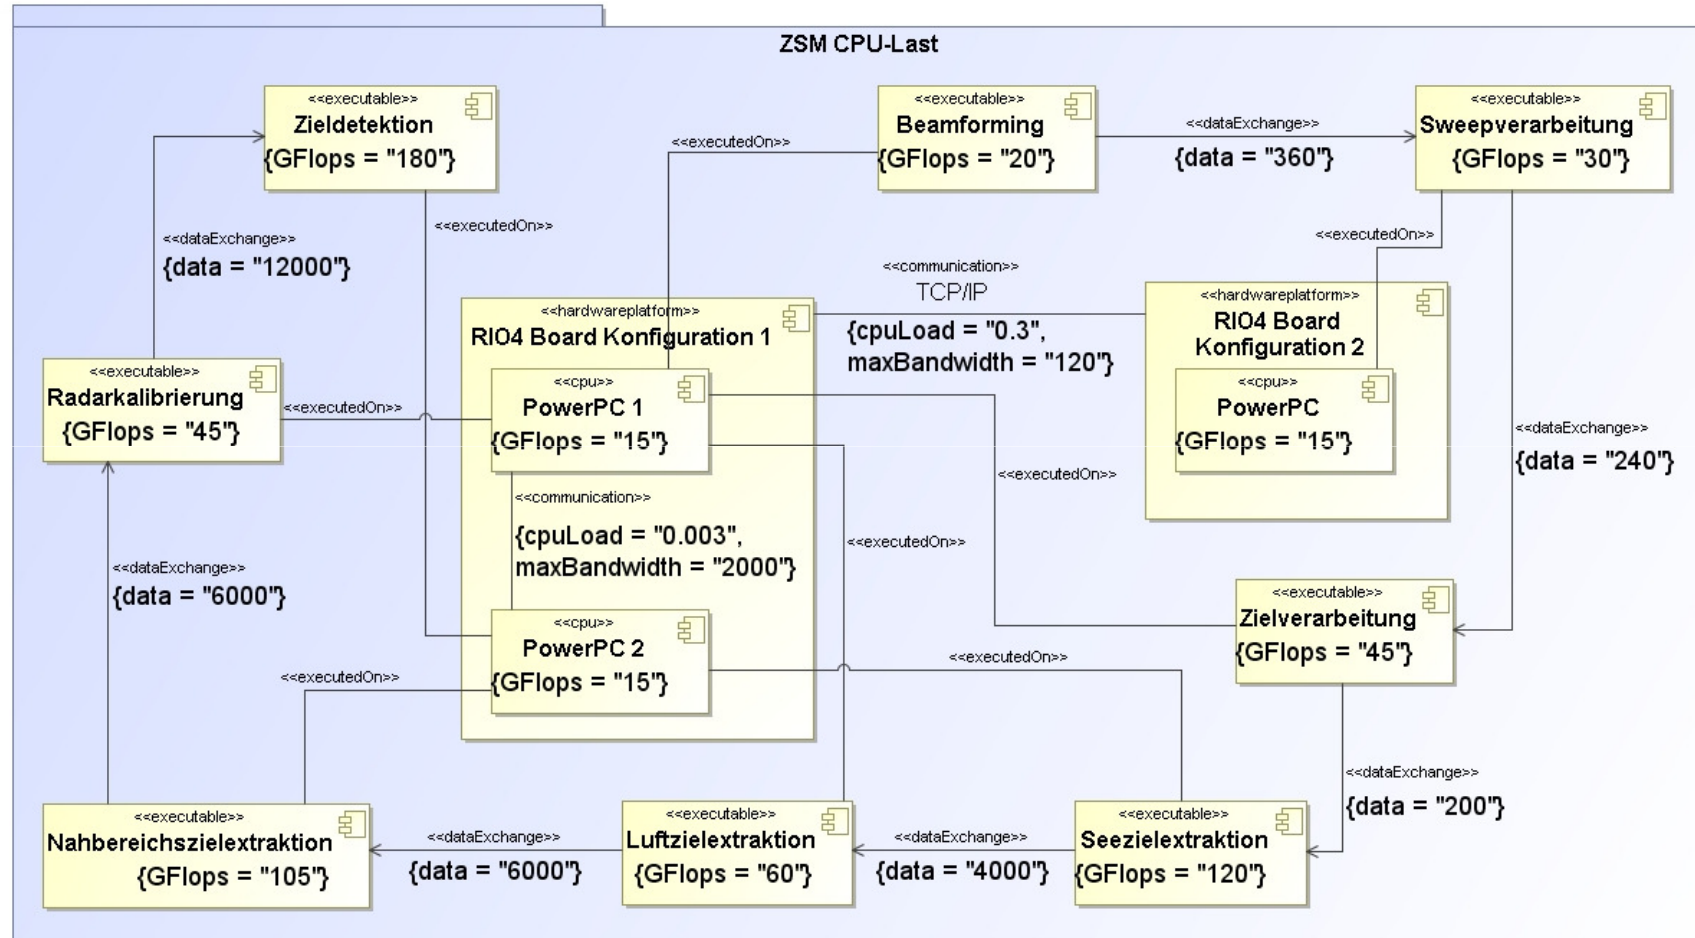 ZSM CPU-Last
<<executable>>
Zieldetektion
{GFlops = "180"}
<<executable>>
Beamforming
{GFlops = "20"}
<<dataExchange>>
{data = "360"}
<<executable>>
Sweepverarbeitung
{GFlops = "30"}
<<executedOn>>
<<executedOn>>
<<executedOn>>
<<dataExchange>>
{data = "12000"}
<<communication>>
TCP/IP
{cpuLoad = "0.3",
maxBandwidth = "120"}
<<hardwareplatform>>
RIO4 Board Konfiguration 1
<<hardwareplatform>>
RIO4 Board
Konfiguration 2
<<executable>>
Radarkalibrierung
{GFlops = "45"}
<<executedOn>>
<<cpu>>
PowerPC 1
{GFlops = "15"}
<<cpu>>
PowerPC
{GFlops = "15"}
<<dataExchange>>
{data = "240"}
<<executedOn>>
<<communication>>
{cpuLoad = "0.003",
maxBandwidth = "2000"}
<<executedOn>>
<<dataExchange>>
{data = "6000"}
<<cpu>>
PowerPC 2
{GFlops = "15"}
<<executable>>
Zielverarbeitung
{GFlops = "45"}
<<executedOn>>
<<executedOn>>
<<dataExchange>>
{data = "200"}
<<executable>>
Nahbereichszielextraktion
{GFlops = "105"}
<<dataExchange>>
{data = "6000"}
<<executable>>
Luftzielextraktion
{GFlops = "60"}
<<dataExchange>>
{data = "4000"}
<<executable>>
Seezielextraktion
{GFlops = "120"}